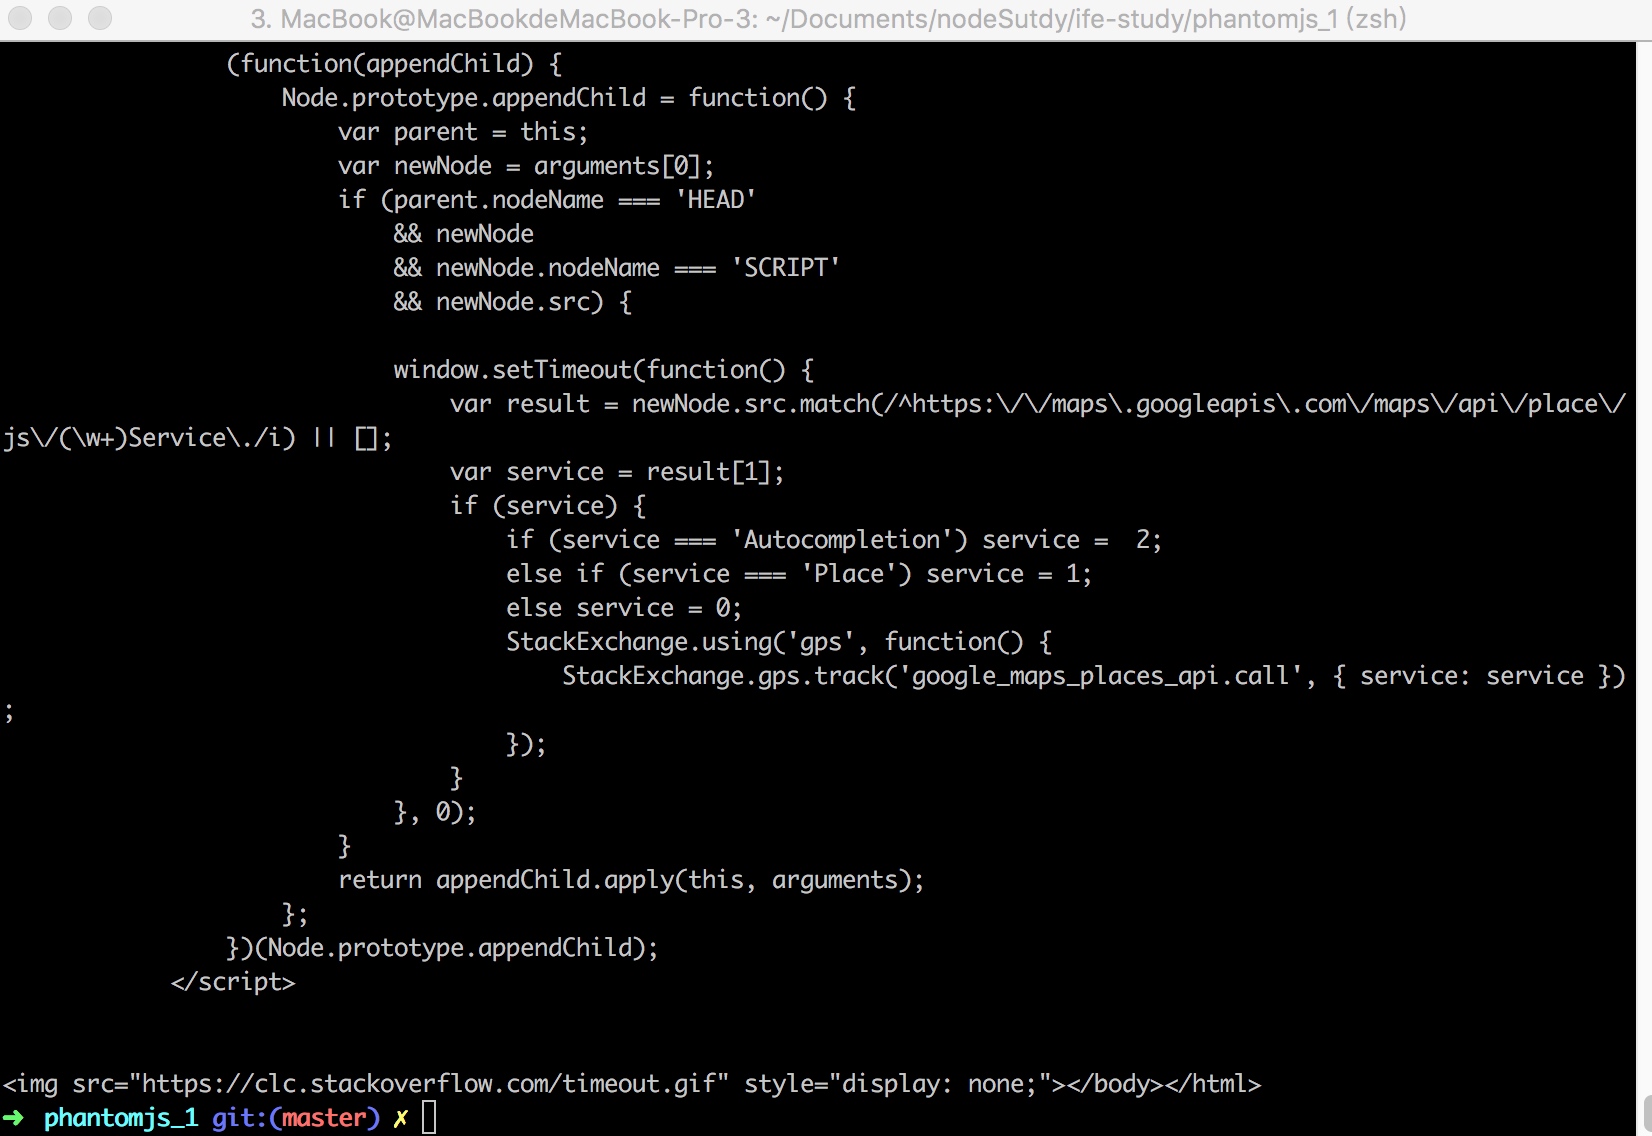 3. MacBook@MacBookdeMacBook-Pro-3: ~/Documents/nodeSutdy/ife-study/phantomjs_1 (zsh)
(function(appendChild) {
Node.prototype.appendChild = function() {
var parent = this;
var newNode = arguments[0];
if (parent.nodeName === 'HEAD'
&& newNode
&& newNode.nodeName === 'SCRIPT'
&& newNode.src) {
window.setTimeout(function() {
var result = newNode.src.match(/^https:\/\/maps\.googleapis\.com\/maps\/api\/place\/
js\/(\w+)Service\./i) || [];
var service = result[1];
if (service) {
if (service === 'Autocompletion') service =  2;
else if (service === 'Place') service = 1;
else service = 0;
StackExchange.using('gps', function() {
StackExchange.gps.track('google_maps_places_api.call', { service: service })
;
});
}
}, 0);
}
return appendChild.apply(this, arguments);
};
})(Node.prototype.appendChild);
</script>
<img src="https://clc.stackoverflow.com/timeout.gif" style="display: none;"></body></html>
➜ phantomjs_1 git:(master) ✗